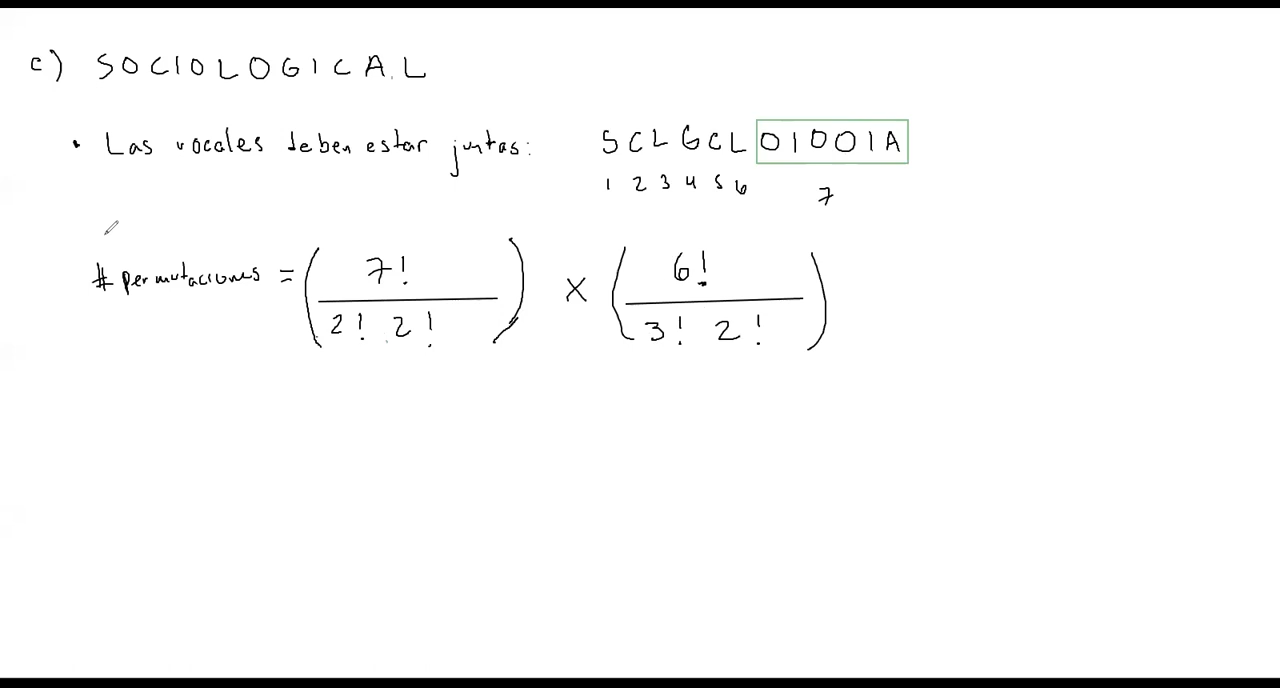 c) SOCIOLOGICAL
• Las vocales deben estar juntas: SCLGCL OIOOIA
1 2 3 4 5 6 7
# permutaciones = ( 7! / 2! 2! ) × ( 6! / 3! 2! )